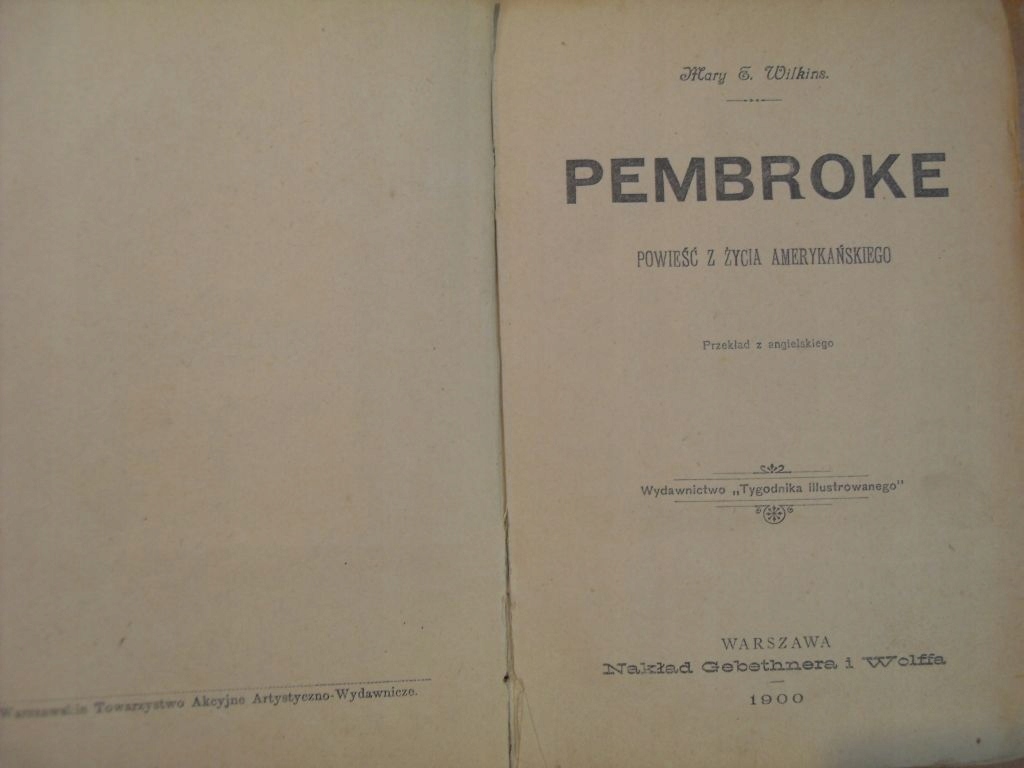 Warszawskie Towarzystwo Akcyjne Artystyczno-Wydawnicze.
Mary E. Wilkins.
PEMBROKE
POWIEŚĆ Z ŻYCIA AMERYKAŃSKIEGO
Przekład z angielskiego
Wydawnictwo „Tygodnika illustrowanego"
WARSZAWA
Nakład Gebethnera i Wolffa
1900